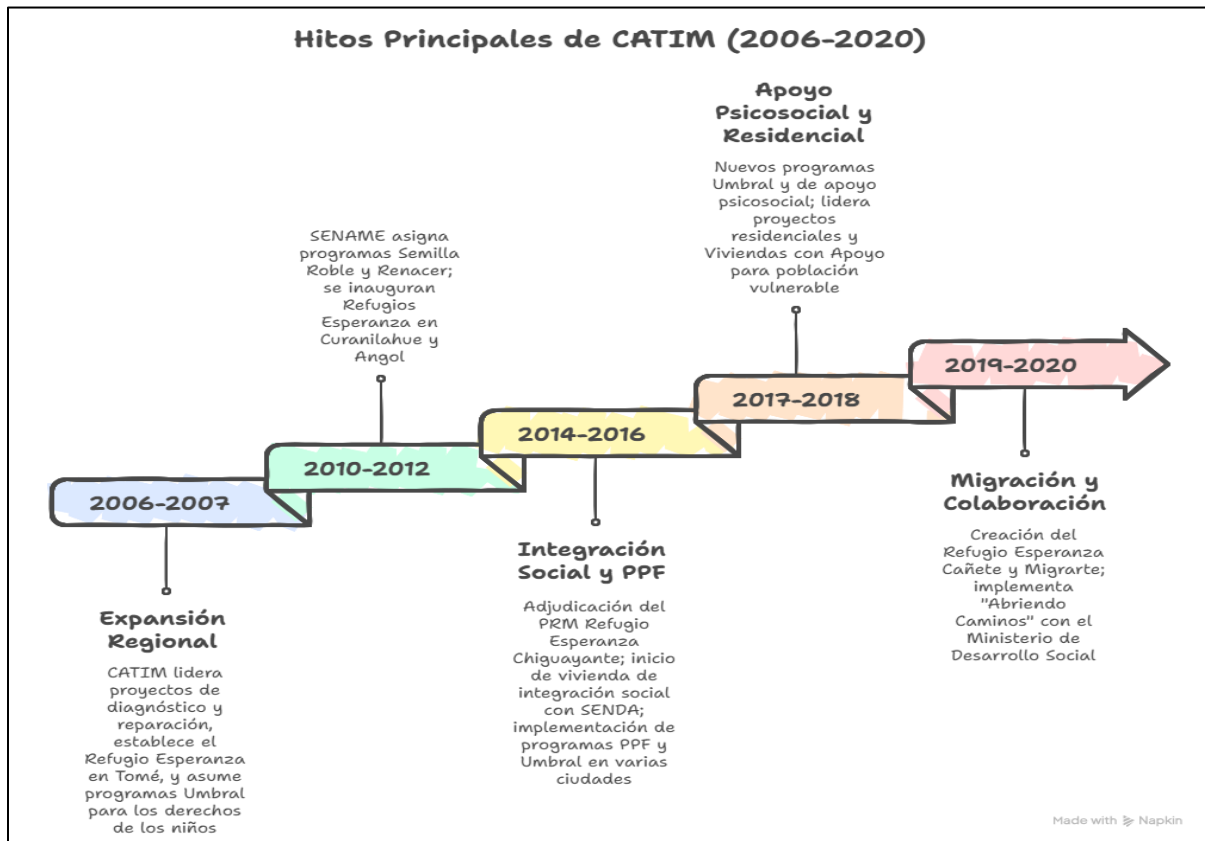 Hitos Principales de CATIM (2006-2020)
2006-2007
Expansión
Regional
CATIM lidera
proyectos de
diagnóstico y
reparación,
establece el
Refugio Esperanza
en Tomé, y asume
programas Umbral
para los derechos
de los niños
SENAME asigna
programas Semilla
Roble y Renacer;
se inauguran
Refugios
Esperanza en
Curanilahue y
Angol
2010-2012
2014-2016
Integración
Social y PPF
Adjudicación del
PRM Refugio
Esperanza
Chiguayante; inicio
de vivienda de
integración social
con SENDA;
implementación de
programas PPF y
Umbral en varias
ciudades
Apoyo
Psicosocial y
Residencial
Nuevos programas
Umbral y de apoyo
psicosocial; lidera
proyectos
residenciales y
Viviendas con Apoyo
para población
vulnerable
2017-2018
2019-2020
Migración y
Colaboración
Creación del
Refugio Esperanza
Cañete y Migrarte;
implementa
"Abriendo
Caminos" con el
Ministerio de
Desarrollo Social
Made with Napkin